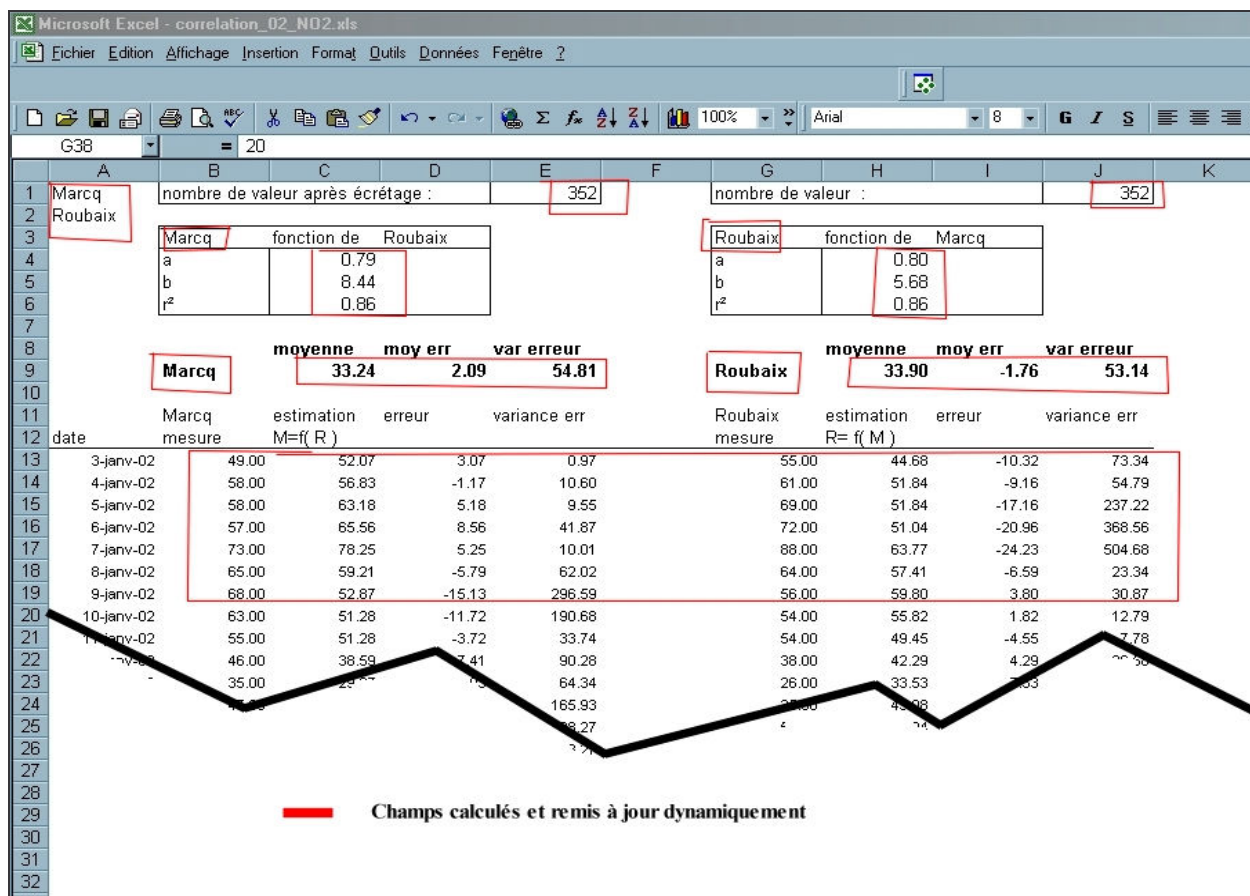 Microsoft Excel - correlation_02_NO2.xls
Fichier Edition Affichage Insertion Format Outils Données Fenêtre ?
100% Arial 8 G I S
G38 = 20
A B C D E F G H I J K
1 Marcq nombre de valeur après écrêtage : 352 nombre de valeur : 352
2 Roubaix
3 Marcq fonction de Roubaix Roubaix fonction de Marcq
4 a 0.79 a 0.80
5 b 8.44 b 5.68
6 r² 0.86 r² 0.86
7
8 moyenne moy err var erreur moyenne moy err var erreur
9 Marcq 33.24 2.09 54.81 Roubaix 33.90 -1.76 53.14
10
11 Marcq estimation erreur variance err Roubaix estimation erreur variance err
12 date mesure M=f( R ) mesure R= f( M )
13 3-janv-02 49.00 52.07 3.07 0.97 55.00 44.68 -10.32 73.34
14 4-janv-02 58.00 56.83 -1.17 10.60 61.00 51.84 -9.16 54.79
15 5-janv-02 58.00 63.18 5.18 9.55 69.00 51.84 -17.16 237.22
16 6-janv-02 57.00 65.56 8.56 41.87 72.00 51.04 -20.96 368.56
17 7-janv-02 73.00 78.25 5.25 10.01 88.00 63.77 -24.23 504.68
18 8-janv-02 65.00 59.21 -5.79 62.02 64.00 57.41 -6.59 23.34
19 9-janv-02 68.00 52.87 -15.13 296.59 56.00 59.80 3.80 30.87
20 10-janv-02 63.00 51.28 -11.72 190.68 54.00 55.82 1.82 12.79
21 55.00 51.28 -3.72 33.74 54.00 49.45 -4.55
22 46.00 38.59 90.28 38.00 42.29 4.29
23 35.00 64.34 26.00 33.53
24 165.93
25
26
27
28
29 Champs calculés et remis à jour dynamiquement
30
31
32